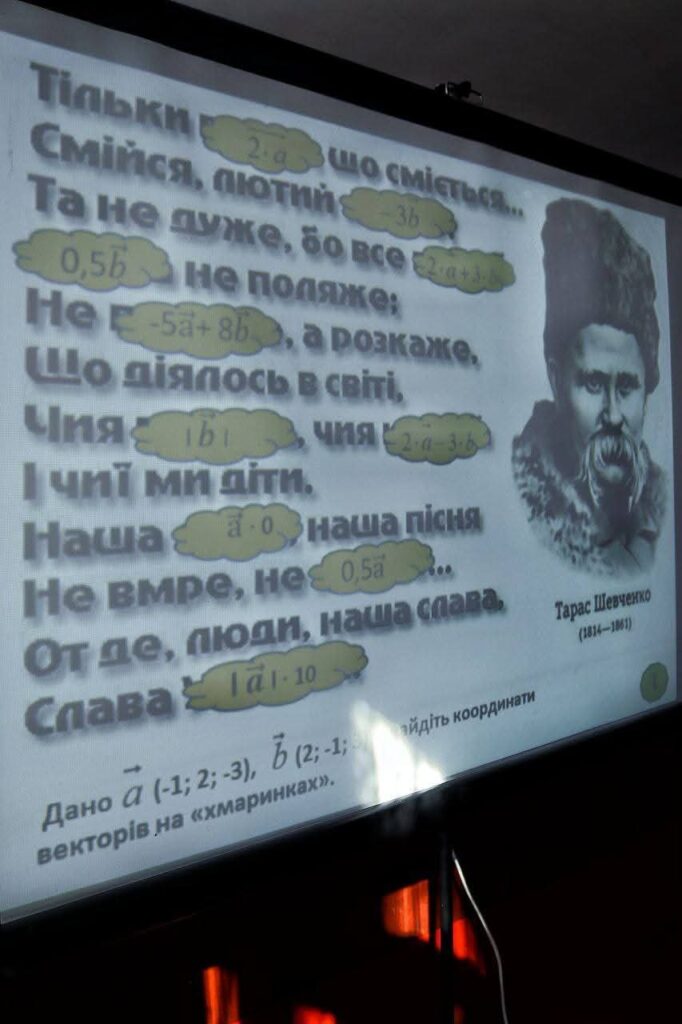 Тільки 2·a⃗ що сміється...
Смійся, лютий −3b⃗
Та не дуже, бо все 2·a⃗+3·b⃗
0,5b⃗ не поляже;
Не -5a⃗+ 8b⃗, а розкаже,
Що діялось в світі,
Чия |b⃗|, чия 2·a⃗−3·b⃗
І чиї ми діти.
Наша a⃗·0, наша пісня
Не вмре, не 0,5a⃗...
От де, люди, наша слава,
Слава |a⃗|·10
Тарас Шевченко
(1814—1861)
Дано a⃗ (-1; 2; -3), b⃗ (2; -1; координати
векторів на «хмаринках».